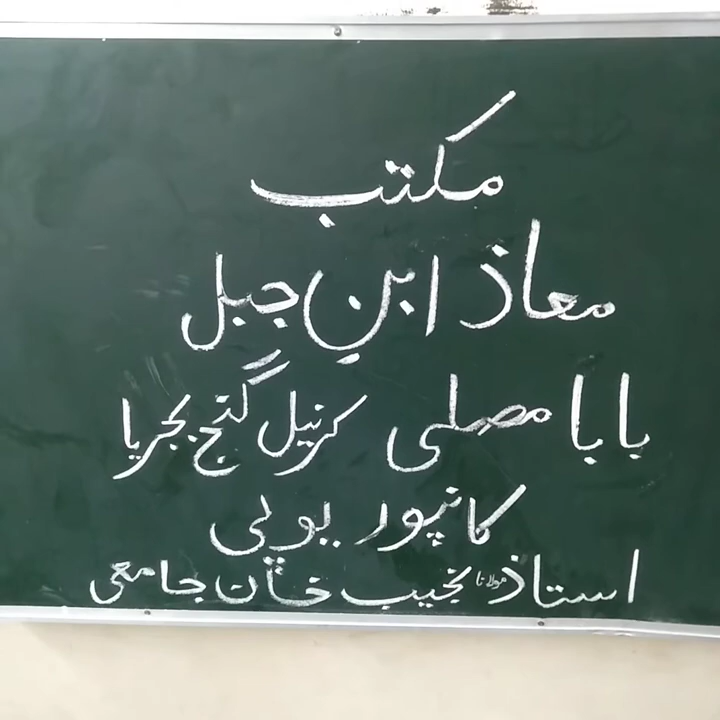 مکتب
معاذ ابنِ جبل
بابا مصلی کرنیل گنج بجریا
کانپور یوپی
استاذ مولانا نجیب خان جامعی